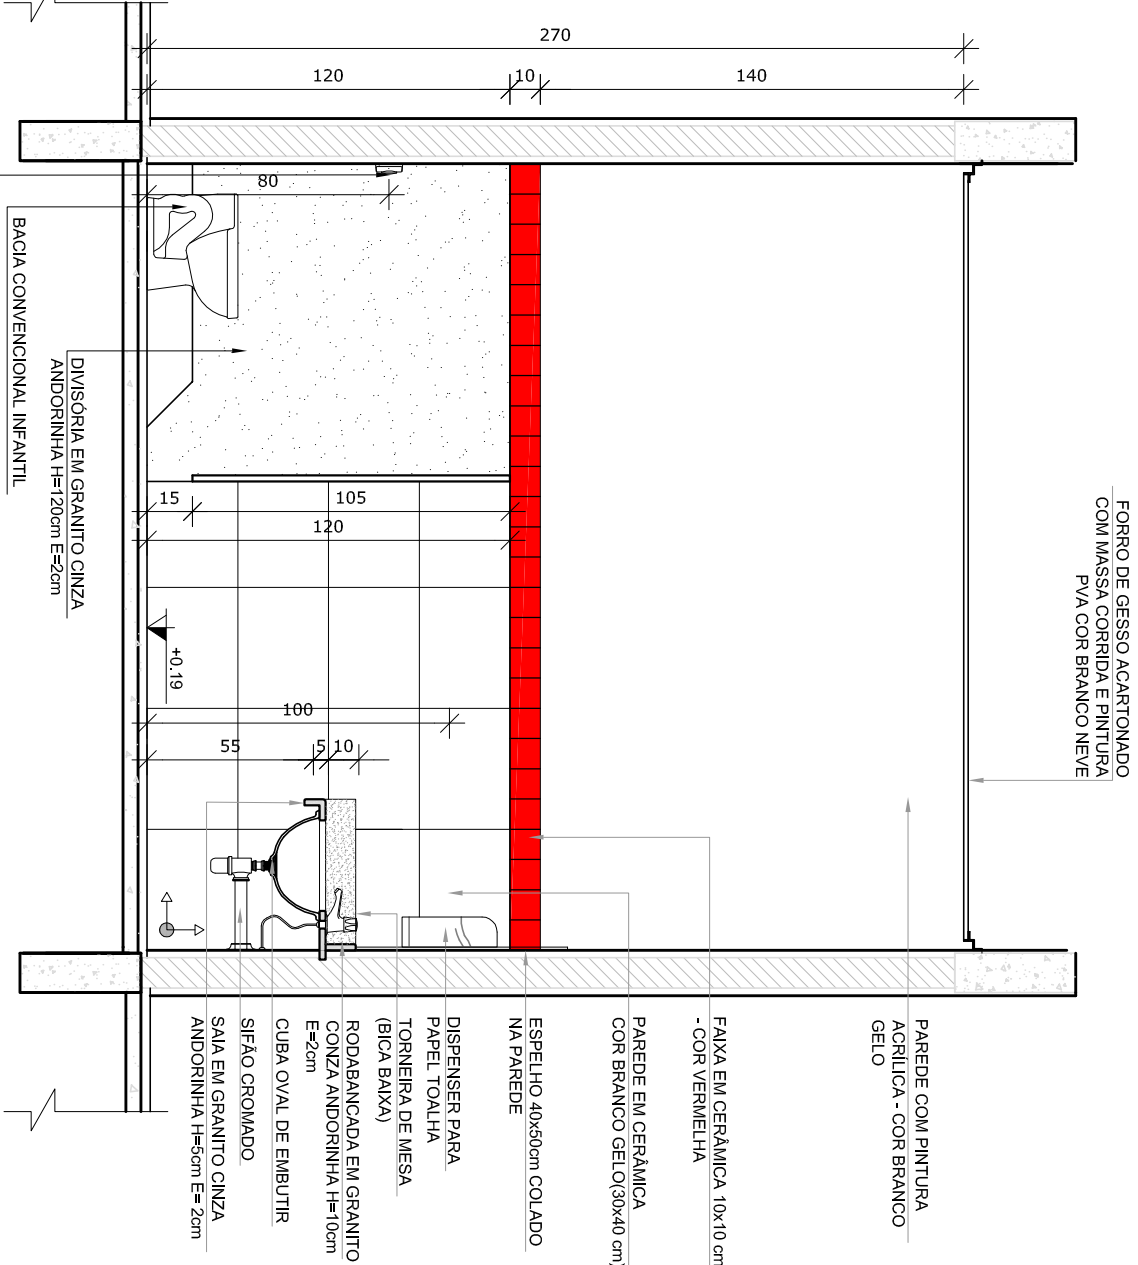 270
120
10
140
80
15
105
120
+0.19
100
55
5
10
BACIA CONVENCIONAL INFANTIL
DIVISÓRIA EM GRANITO CINZA
ANDORINHA H=120cm E=2cm
FORRO DE GESSO ACARTONADO
COM MASSA CORRIDA E PINTURA
PVA COR BRANCO NEVE
PAREDE COM PINTURA
ACRÍLICA - COR BRANCO
GELO
FAIXA EM CERÂMICA 10x10 cm
- COR VERMELHA
PAREDE EM CERÂMICA
COR BRANCO GELO(30x40 cm)
ESPELHO 40x50cm COLADO
NA PAREDE
DISPENSER PARA
PAPEL TOALHA
TORNEIRA DE MESA
(BICA BAIXA)
RODABANCADA EM GRANITO
CONZA ANDORINHA H=10cm
E=2cm
CUBA OVAL DE EMBUTIR
SIFÃO CROMADO
SAIA EM GRANITO CINZA
ANDORINHA H=5cm E= 2cm